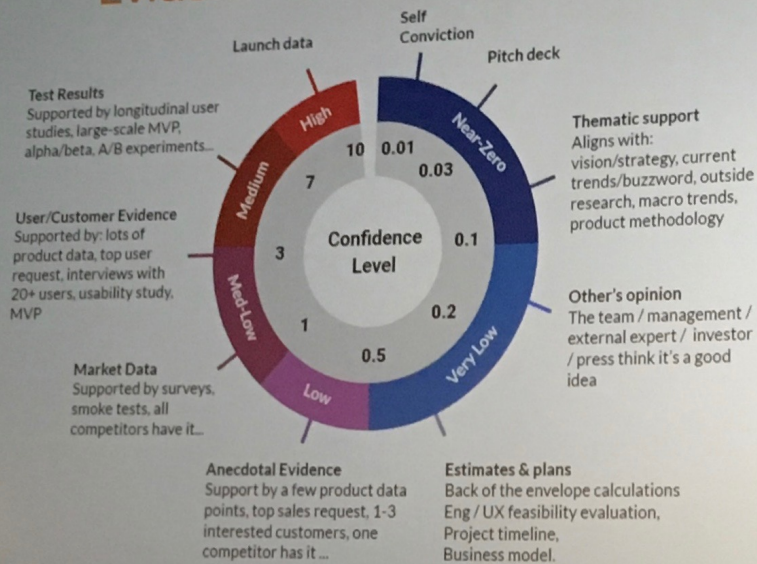 Self
Conviction
Launch data
Pitch deck
Test Results
Supported by longitudinal user
studies, large-scale MVP,
alpha/beta, A/B experiments...
Thematic support
Aligns with:
vision/strategy, current
trends/buzzword, outside
research, macro trends,
product methodology
User/Customer Evidence
Supported by: lots of
product data, top user
request, interviews with
20+ users, usability study,
MVP
Other's opinion
The team / management /
external expert / investor
/ press think it's a good
idea
Market Data
Supported by surveys,
smoke tests, all
competitors have it...
Anecdotal Evidence
Support by a few product data
points, top sales request, 1-3
interested customers, one
competitor has it ...
Estimates & plans
Back of the envelope calculations
Eng / UX feasibility evaluation,
Project timeline,
Business model.
High
Near-Zero
Medium
Med-Low
Low
Very Low
10
0.01
0.03
7
0.1
3
0.2
1
0.5
Confidence
Level